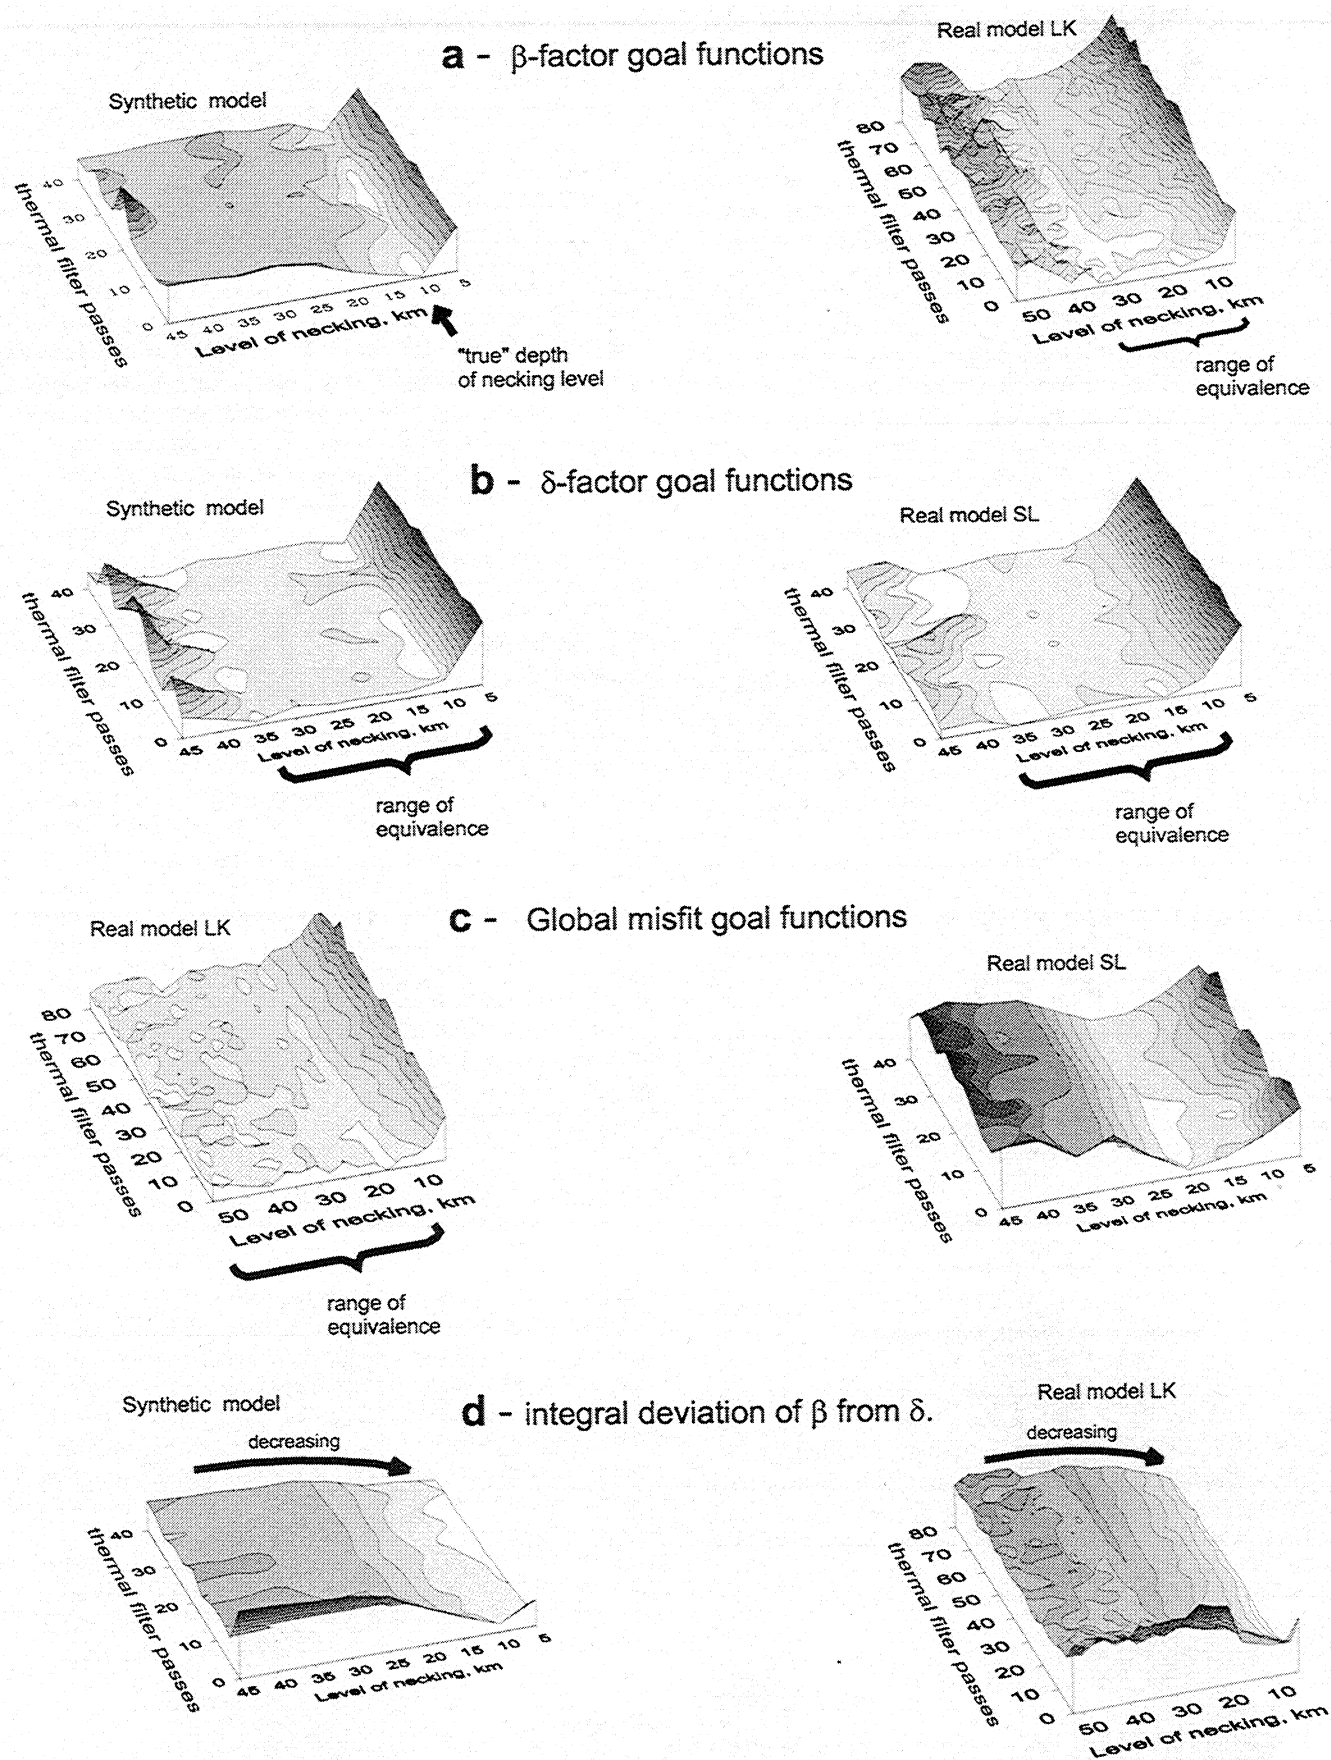 a - β-factor goal functions
Synthetic model
40
30
20
10
0
thermal filter passes
45 40 35 30 25 20 15 10 5
Level of necking, km
"true" depth
of necking level
Real model LK
80
70
60
50
40
30
20
10
0
thermal filter passes
50 40 30 20 10
Level of necking, km
range of
equivalence
b - δ-factor goal functions
Synthetic model
40
30
20
10
0
thermal filter passes
45 40 35 30 25 20 15 10 5
Level of necking, km
range of
equivalence
Real model SL
40
30
20
10
0
thermal filter passes
45 40 35 30 25 20 15 10 5
Level of necking, km
range of
equivalence
c - Global misfit goal functions
Real model LK
80
70
60
50
40
30
20
10
0
thermal filter passes
50 40 30 20 10
Level of necking, km
range of
equivalence
Real model SL
40
30
20
10
0
thermal filter passes
45 40 35 30 25 20 15 10 5
Level of necking, km
d - integral deviation of β from δ.
Synthetic model
decreasing
40
30
20
10
0
thermal filter passes
45 40 35 30 25 20 15 10 5
Level of necking, km
Real model LK
decreasing
80
70
60
50
40
30
20
10
0
thermal filter passes
50 40 30 20 10
Level of necking, km